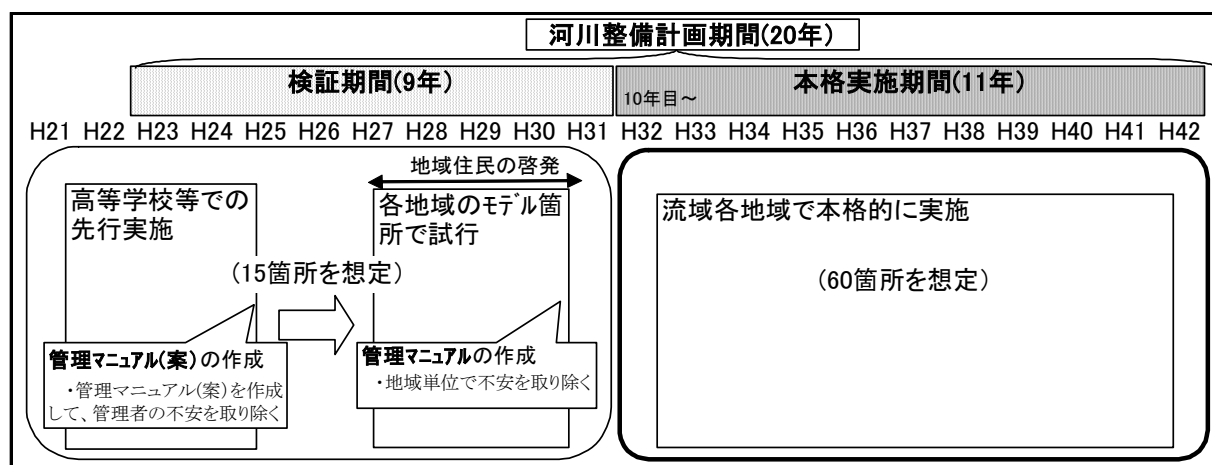 河川整備計画期間(20年)
検証期間(9年)
本格実施期間(11年)
10年目～
H21 H22 H23 H24 H25 H26 H27 H28 H29 H30 H31 H32 H33 H34 H35 H36 H37 H38 H39 H40 H41 H42
地域住民の啓発
高等学校等での
先行実施
各地域のﾓﾃﾞﾙ箇
所で試行
（15箇所を想定）
管理ﾏﾆｭｱﾙ(案)の作成
・管理マニュアル(案)を作成
して、管理者の不安を取り除く
管理ﾏﾆｭｱﾙの作成
・地域単位で不安を取り除く
流域各地域で本格的に実施
（60箇所を想定）